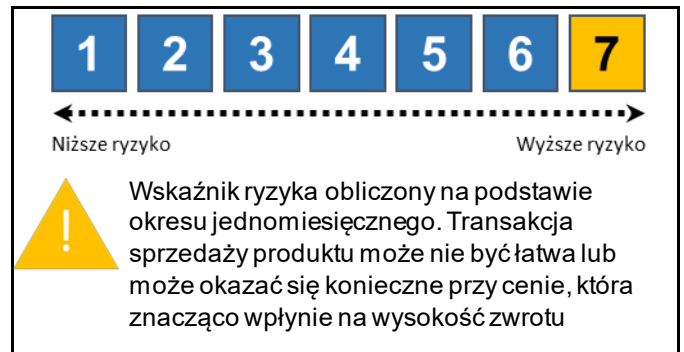 1 2 3 4 5 6 7
Niższe ryzyko Wyższe ryzyko
!
Wskaźnik ryzyka obliczony na podstawie
okresu jednomiesięcznego. Transakcja
sprzedaży produktu może nie być łatwa lub
może okazać się konieczne przy cenie, która
znacząco wpłynie na wysokość zwrotu